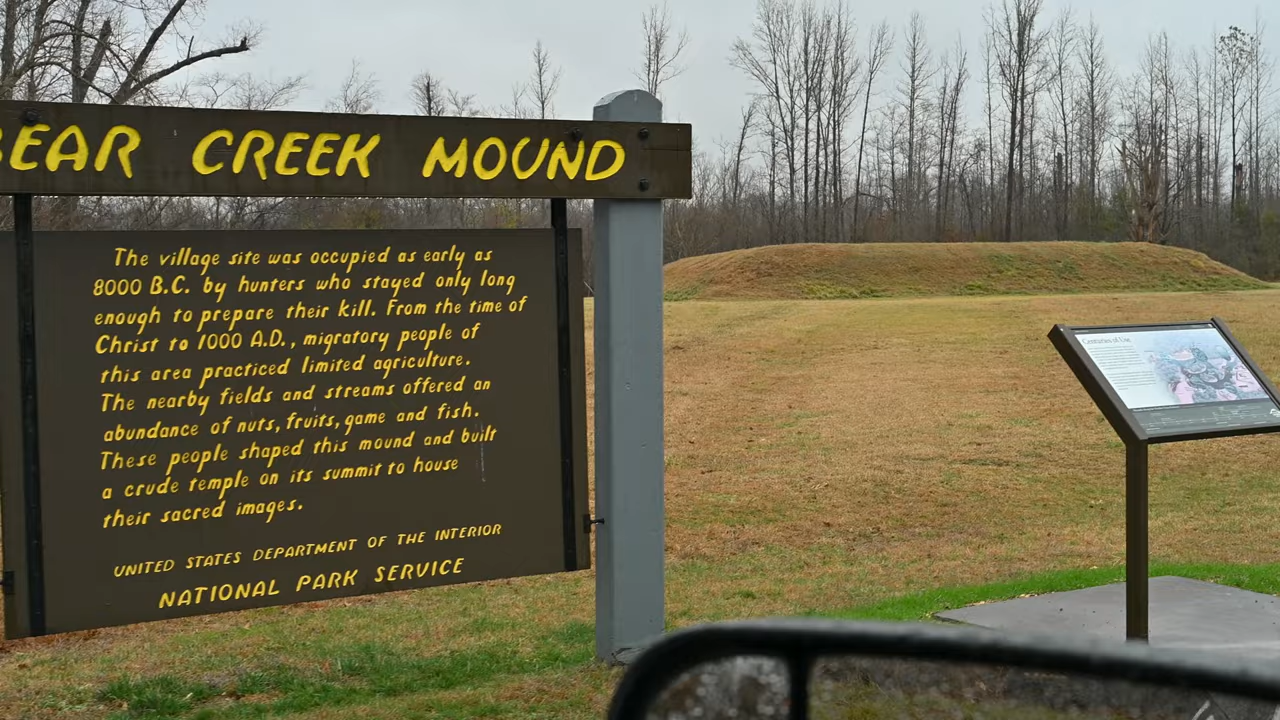 BEAR CREEK MOUND
The village site was occupied as early as
8000 B.C. by hunters who stayed only long
enough to prepare their kill. From the time of
Christ to 1000 A.D., migratory people of
this area practiced limited agriculture.
The nearby fields and streams offered an
abundance of nuts, fruits, game and fish.
These people shaped this mound and built
a crude temple on its summit to house
their sacred images.
UNITED STATES DEPARTMENT OF THE INTERIOR
NATIONAL PARK SERVICE
Centuries of Use